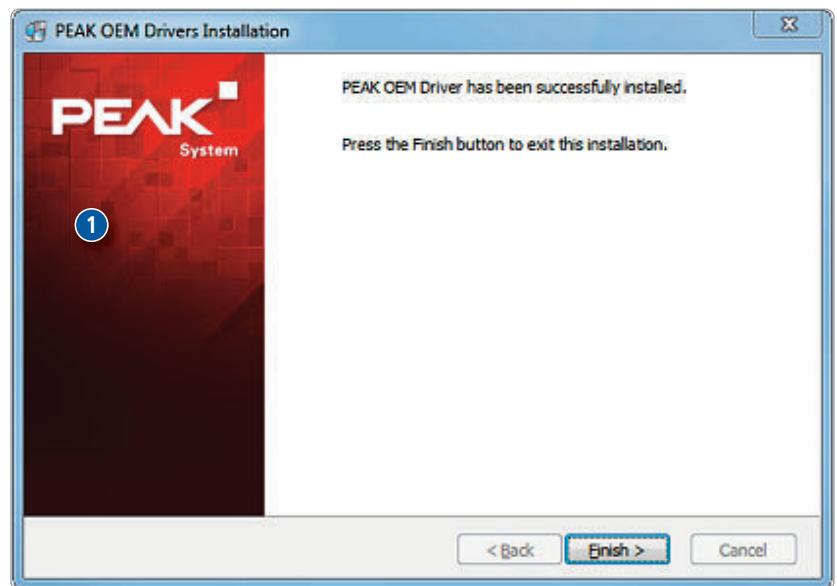 PEAK OEM Drivers Installation
PEAK
System
PEAK OEM Driver has been successfully installed.
Press the Finish button to exit this installation.
1
< Back
Finish >
Cancel